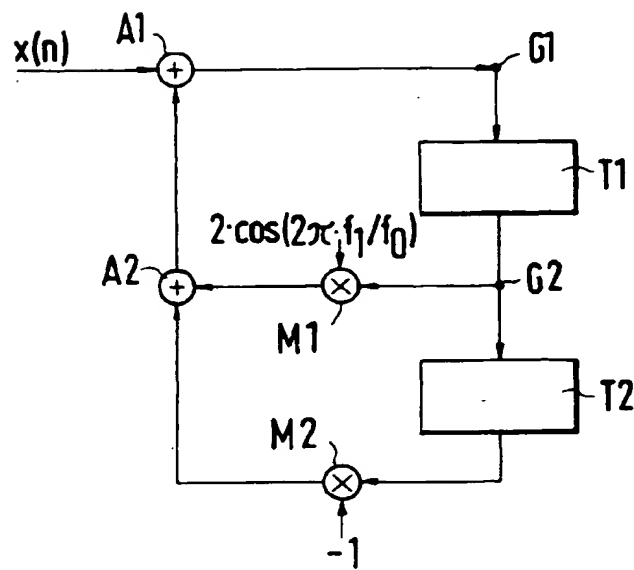 A1
x(n)
+
G1
T1
2·cos(2π·f₁/f₀)
A2
+
×
G2
M1
T2
M2
×
-1